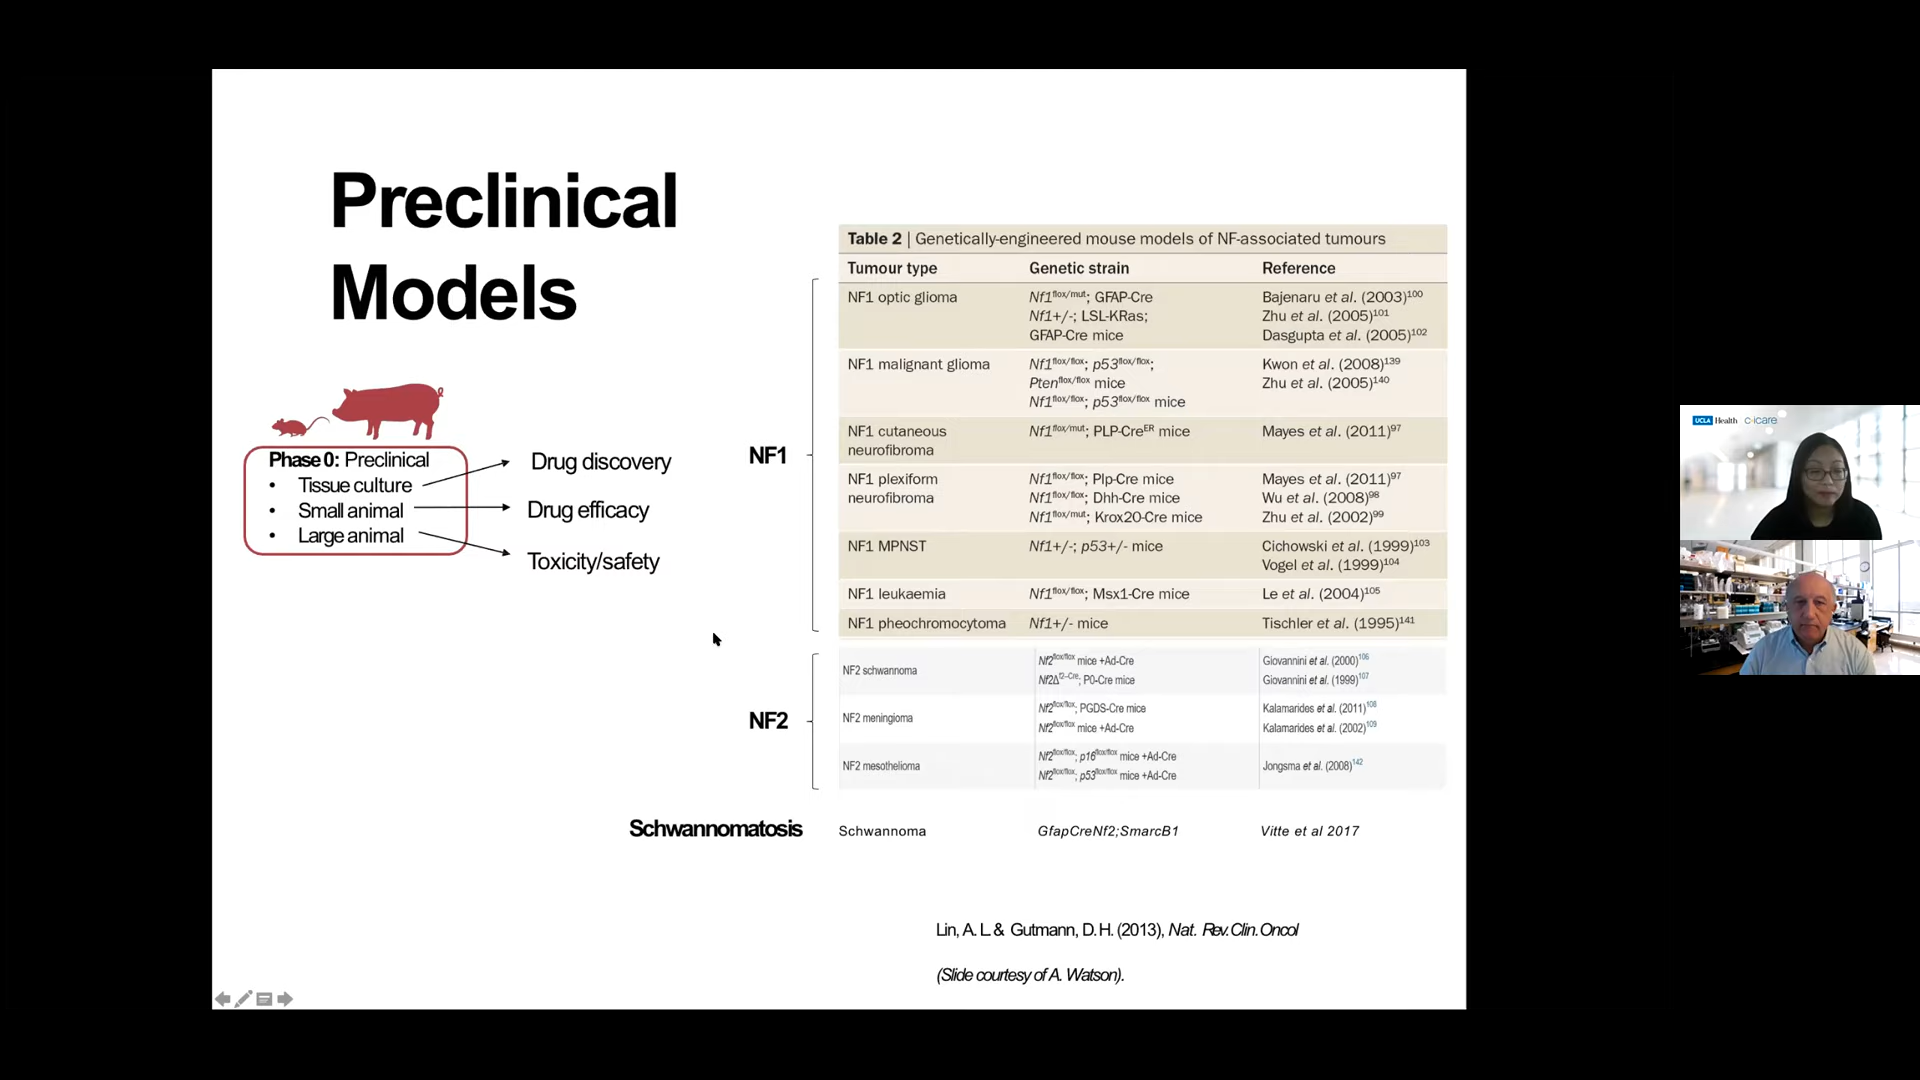 Preclinical
Models
Phase 0: Preclinical
• Tissue culture
• Small animal
• Large animal
Drug discovery
Drug efficacy
Toxicity/safety
NF1
NF2
Schwannomatosis
Table 2 | Genetically-engineered mouse models of NF-associated tumours
Tumour type Genetic strain Reference
NF1 optic glioma Nf1flox/mut; GFAP-Cre Bajenaru et al. (2003)100
Nf1+/-; LSL-KRas; Zhu et al. (2005)101
GFAP-Cre mice Dasgupta et al. (2005)102
NF1 malignant glioma Nf1flox/flox; p53flox/flox; Kwon et al. (2008)139
Ptenflox/flox mice Zhu et al. (2005)140
Nf1flox/flox; p53flox/flox mice
NF1 cutaneous Nf1flox/mut; PLP-CreER mice Mayes et al. (2011)97
neurofibroma
NF1 plexiform Nf1flox/flox; Plp-Cre mice Mayes et al. (2011)97
neurofibroma Nf1flox/flox; Dhh-Cre mice Wu et al. (2008)98
Nf1flox/mut; Krox20-Cre mice Zhu et al. (2002)99
NF1 MPNST Nf1+/-; p53+/- mice Cichowski et al. (1999)103
Vogel et al. (1999)104
NF1 leukaemia Nf1flox/flox; Msx1-Cre mice Le et al. (2004)105
NF1 pheochromocytoma Nf1+/- mice Tischler et al. (1995)141
NF2 schwannoma Nf2flox/flox mice +Ad-Cre Giovannini et al. (2000)106
Nf2Δf2-Cre; P0-Cre mice Giovannini et al. (1999)107
NF2 meningioma Nf2flox/flox; PGDS-Cre mice Kalamarides et al. (2011)108
Nf2flox/flox mice +Ad-Cre Kalamarides et al. (2002)109
NF2 mesothelioma Nf2flox/flox; p16flox/flox mice +Ad-Cre Jongsma et al. (2008)142
Nf2flox/flox; p53flox/flox mice +Ad-Cre
Schwannoma GfapCreNf2;SmarcB1 Vitte et al 2017
Lin, A. L. & Gutmann, D. H. (2013), Nat. Rev. Clin. Oncol
(Slide courtesy of A. Watson).
UCLA Health c·icare